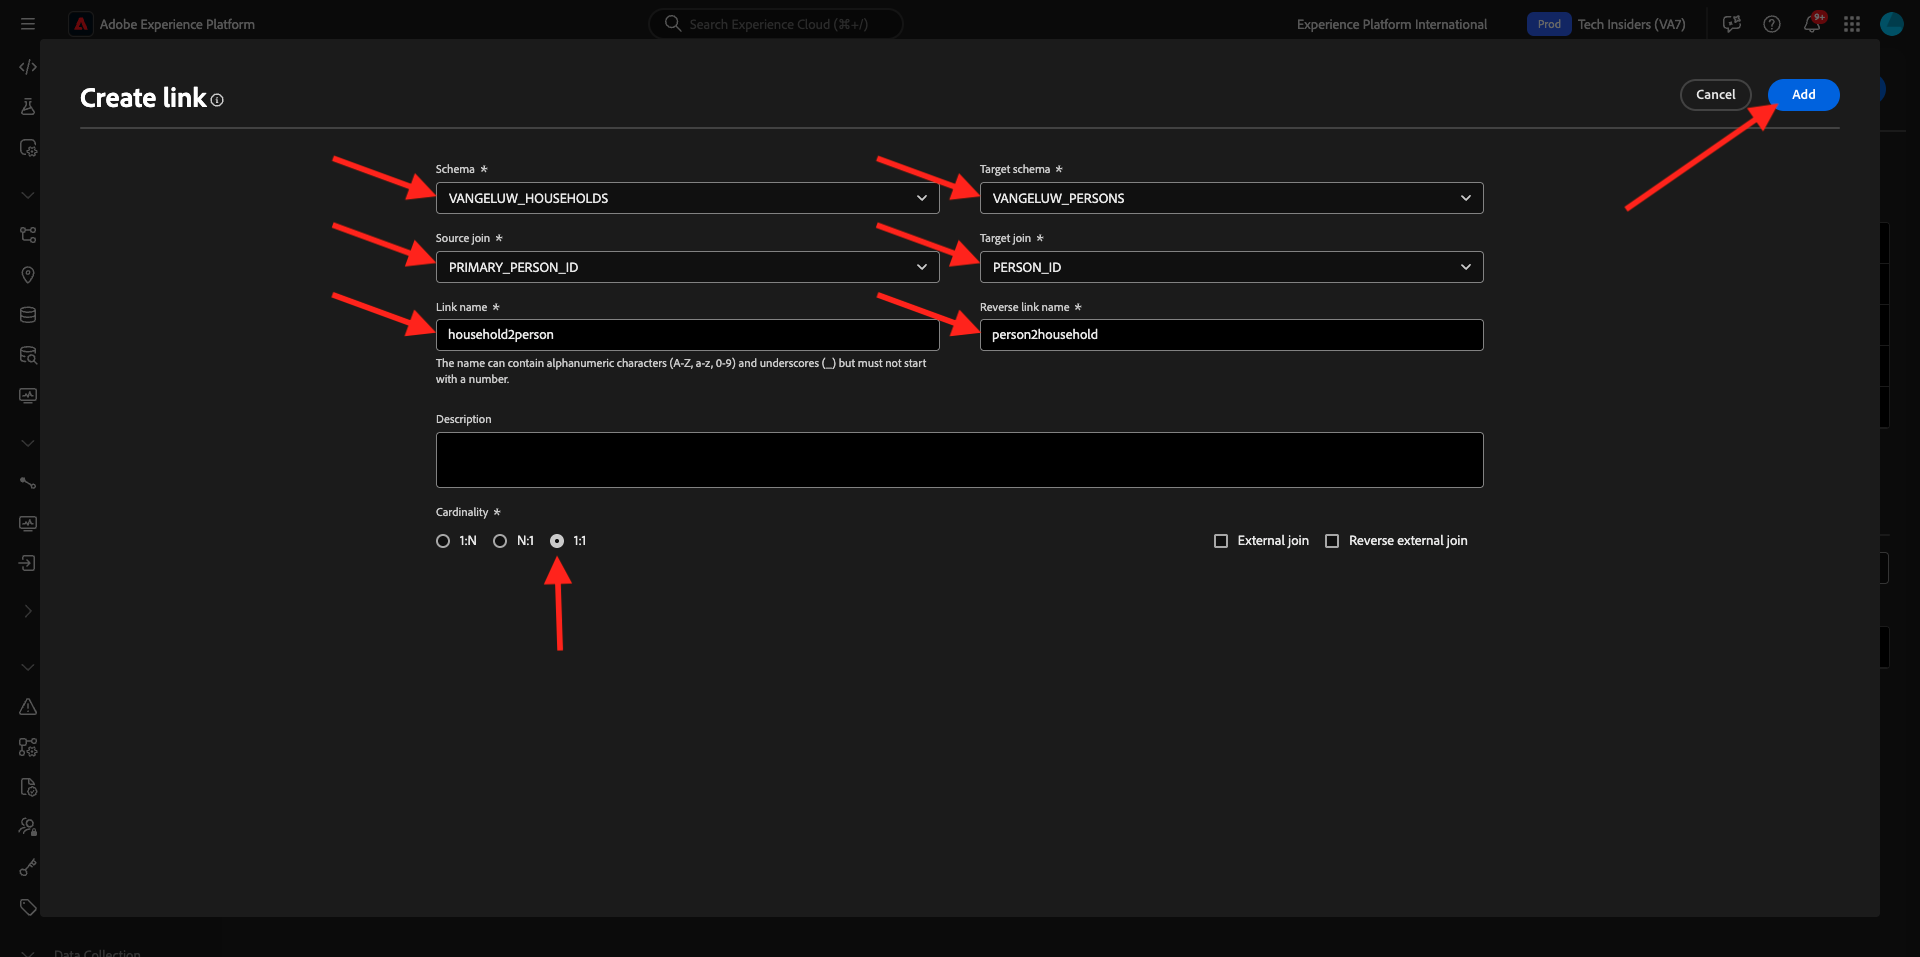 Adobe Experience Platform
Search Experience Cloud (⌘+/)
Experience Platform International
Prod
Tech Insiders (VA7)
9+
Create link
Cancel
Add
Schema *
Target schema *
VANGELUW_HOUSEHOLDS
VANGELUW_PERSONS
Source join *
Target join *
PRIMARY_PERSON_ID
PERSON_ID
Link name *
Reverse link name *
household2person
person2household
The name can contain alphanumeric characters (A-Z, a-z, 0-9) and underscores (_) but must not start
with a number.
Description
Cardinality *
1:N
N:1
1:1
External join
Reverse external join
Data Collection